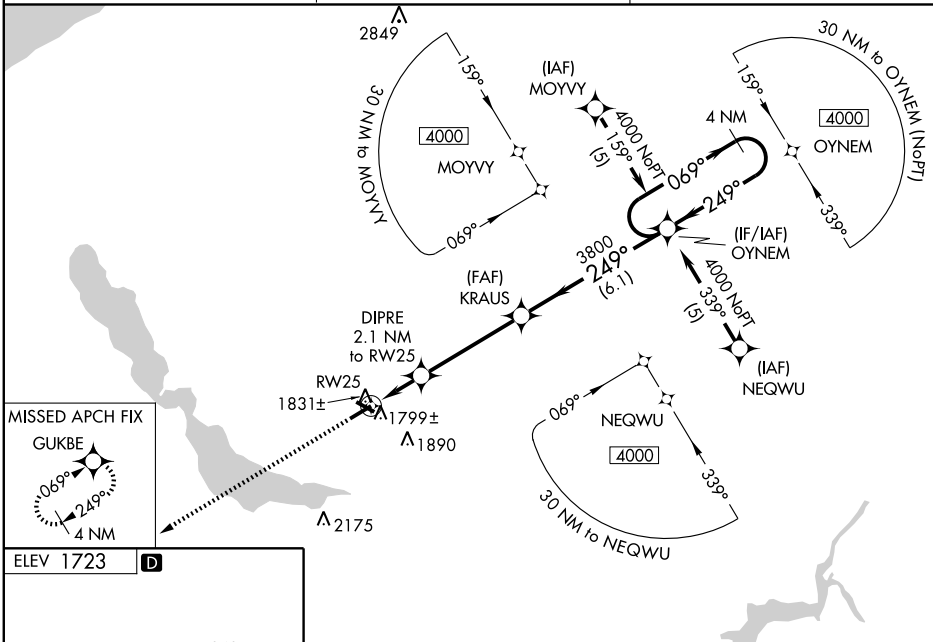 2849
159°
30 NM to MOYVY
4000
MOYVY
069°
(IAF)
MOYVY
4000 NoPT
159°
(5)
4 NM
069°
249°
30 NM to OYNEM (NoPT)
159°
4000
OYNEM
339°
(IF/IAF)
OYNEM
3800
249°
(6.1)
(FAF)
KRAUS
4000 NoPT
339°
(5)
(IAF)
NEQWU
DIPRE
2.1 NM
to RW25
RW25
1831±
1799±
1890
2175
069°
NEQWU
4000
339°
30 NM to NEQWU
MISSED APCH FIX
GUKBE
069°
249°
4 NM
ELEV 1723
D